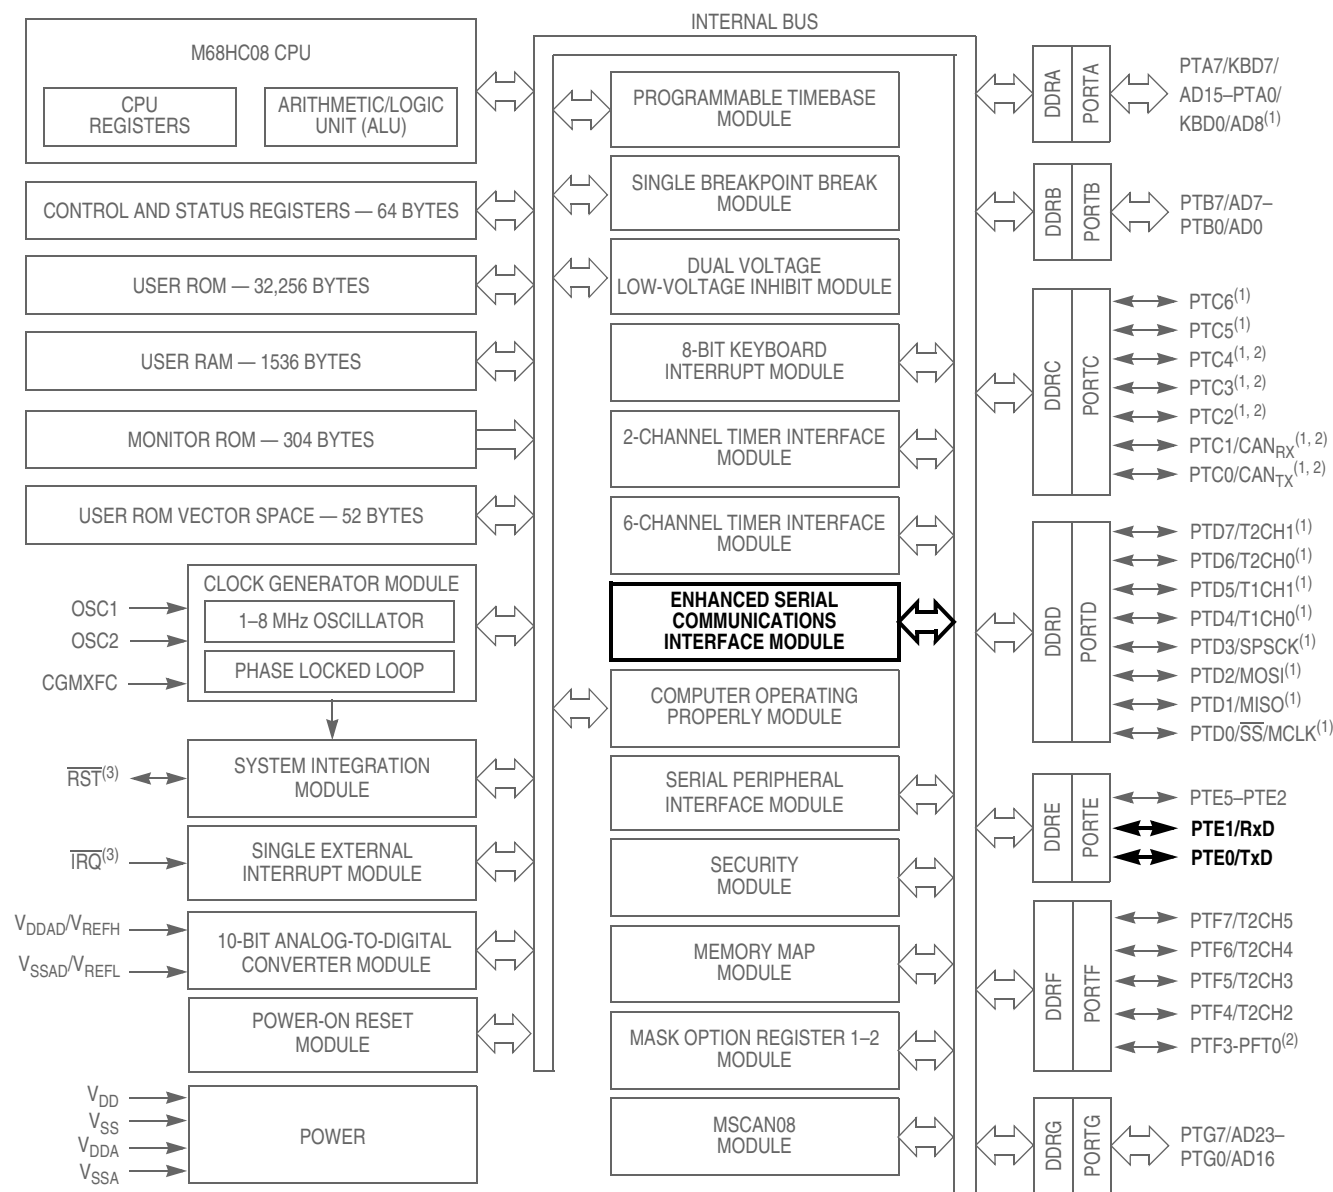 INTERNAL BUS
M68HC08 CPU
CPU
REGISTERS
ARITHMETIC/LOGIC
UNIT (ALU)
CONTROL AND STATUS REGISTERS — 64 BYTES
USER ROM — 32,256 BYTES
USER RAM — 1536 BYTES
MONITOR ROM — 304 BYTES
USER ROM VECTOR SPACE — 52 BYTES
OSC1
OSC2
CGMXFC
CLOCK GENERATOR MODULE
1–8 MHz OSCILLATOR
PHASE LOCKED LOOP
RST(3)
SYSTEM INTEGRATION
MODULE
IRQ(3)
SINGLE EXTERNAL
INTERRUPT MODULE
VDDAD/VREFH
VSSAD/VREFL
10-BIT ANALOG-TO-DIGITAL
CONVERTER MODULE
POWER-ON RESET
MODULE
VDD
VSS
VDDA
VSSA
POWER
PROGRAMMABLE TIMEBASE
MODULE
SINGLE BREAKPOINT BREAK
MODULE
DUAL VOLTAGE
LOW-VOLTAGE INHIBIT MODULE
8-BIT KEYBOARD
INTERRUPT MODULE
2-CHANNEL TIMER INTERFACE
MODULE
6-CHANNEL TIMER INTERFACE
MODULE
ENHANCED SERIAL
COMMUNICATIONS
INTERFACE MODULE
COMPUTER OPERATING
PROPERLY MODULE
SERIAL PERIPHERAL
INTERFACE MODULE
SECURITY
MODULE
MEMORY MAP
MODULE
MASK OPTION REGISTER 1–2
MODULE
MSCAN08
MODULE
DDRA
PORTA
PTA7/KBD7/
AD15–PTA0/
KBD0/AD8(1)
DDRB
PORTB
PTB7/AD7–
PTB0/AD0
DDRC
PORTC
PTC6(1)
PTC5(1)
PTC4(1, 2)
PTC3(1, 2)
PTC2(1, 2)
PTC1/CANRX(1, 2)
PTC0/CANTX(1, 2)
DDRD
PORTD
PTD7/T2CH1(1)
PTD6/T2CH0(1)
PTD5/T1CH1(1)
PTD4/T1CH0(1)
PTD3/SPSCK(1)
PTD2/MOSI(1)
PTD1/MISO(1)
PTD0/SS/MCLK(1)
DDRE
PORTE
PTE5–PTE2
PTE1/RxD
PTE0/TxD
DDRF
PORTF
PTF7/T2CH5
PTF6/T2CH4
PTF5/T2CH3
PTF4/T2CH2
PTF3-PFT0(2)
DDRG
PORTG
PTG7/AD23–
PTG0/AD16